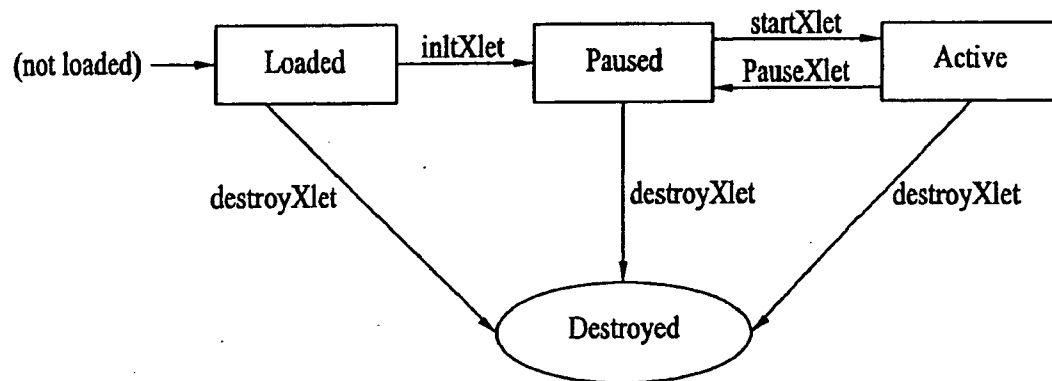 (not loaded)
Loaded
inltXlet
Paused
startXlet
PauseXlet
Active
destroyXlet
destroyXlet
destroyXlet
Destroyed